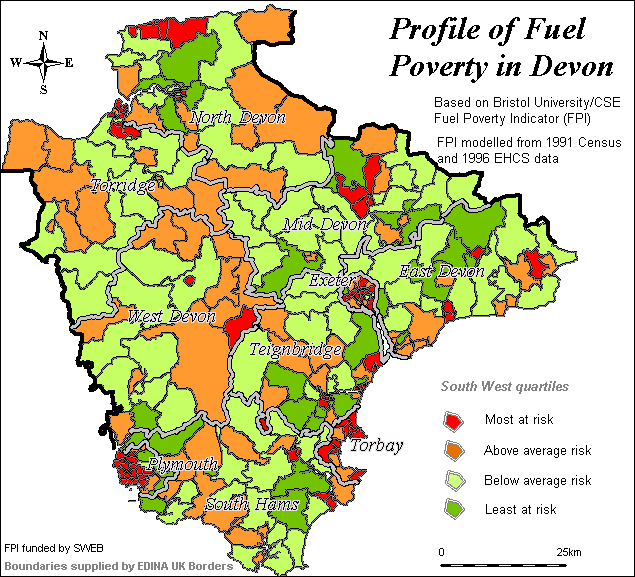 Profile of Fuel
Poverty in Devon
N
W E
S
Based on Bristol University/CSE
Fuel Poverty Indicator (FPI)
FPI modelled from 1991 Census
and 1996 EHCS data
North Devon
Torridge
Mid Devon
Exeter
East Devon
West Devon
Teignbridge
Torbay
Plymouth
South Hams
South West quartiles
Most at risk
Above average risk
Below average risk
Least at risk
0 25km
FPI funded by SWEB
Boundaries supplied by EDINA UK Borders